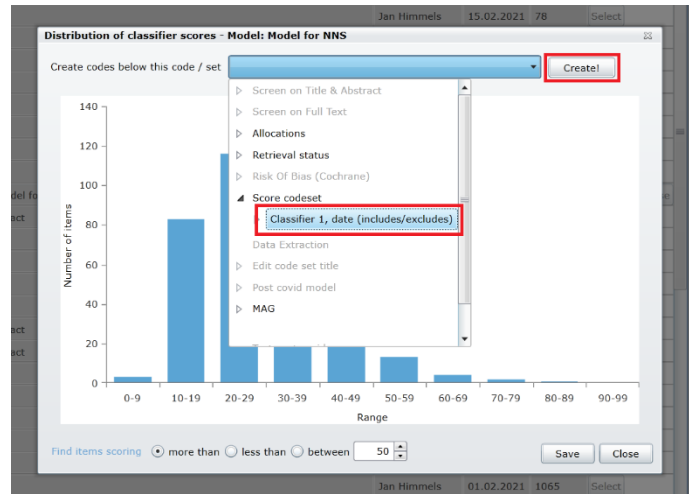 Jan Himmels 15.02.2021 78 Select
Distribution of classifier scores - Model: Model for NNS
Create codes below this code / set
Create!
Screen on Title & Abstract
Screen on Full Text
Allocations
Retrieval status
Risk Of Bias (Cochrane)
Score codeset
Classifier 1, date (includes/excludes)
Data Extraction
Edit code set title
Post covid model
MAG
Number of items
140
120
100
80
60
40
20
0
0-9 10-19 20-29 30-39 40-49 50-59 60-69 70-79 80-89 90-99
Range
Find items scoring more than less than between 50
Save Close
Jan Himmels 01.02.2021 1065 Select